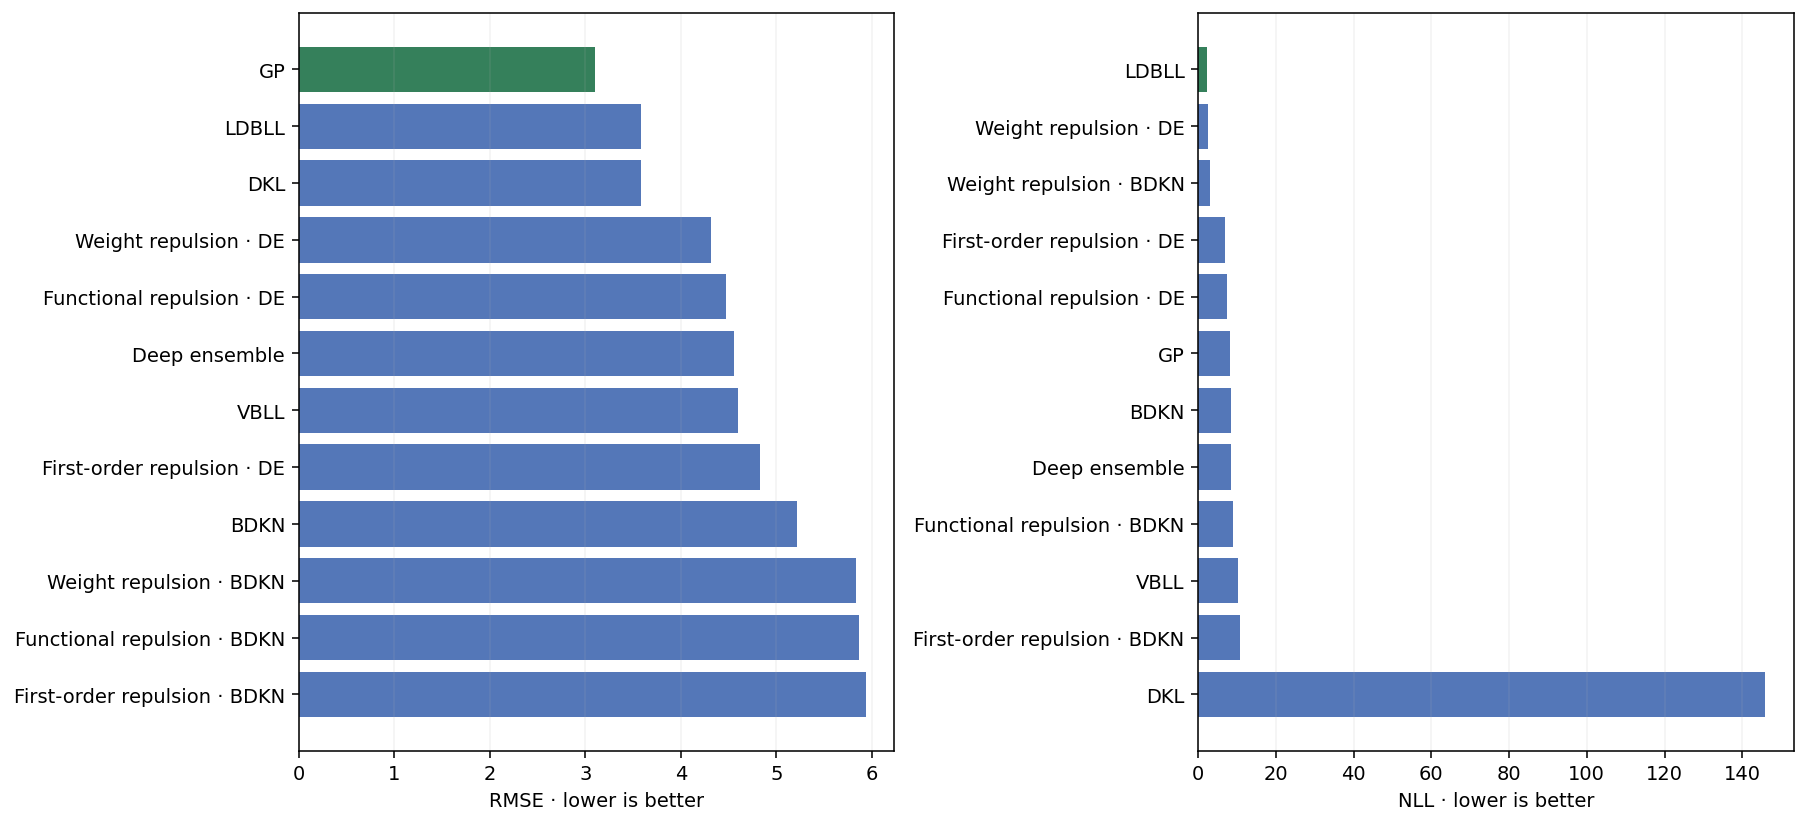 GP
LDBLL
DKL
Weight repulsion · DE
Functional repulsion · DE
Deep ensemble
VBLL
First-order repulsion · DE
BDKN
Weight repulsion · BDKN
Functional repulsion · BDKN
First-order repulsion · BDKN
0 1 2 3 4 5 6
RMSE · lower is better
LDBLL
Weight repulsion · DE
Weight repulsion · BDKN
First-order repulsion · DE
Functional repulsion · DE
GP
BDKN
Deep ensemble
Functional repulsion · BDKN
VBLL
First-order repulsion · BDKN
DKL
0 20 40 60 80 100 120 140
NLL · lower is better